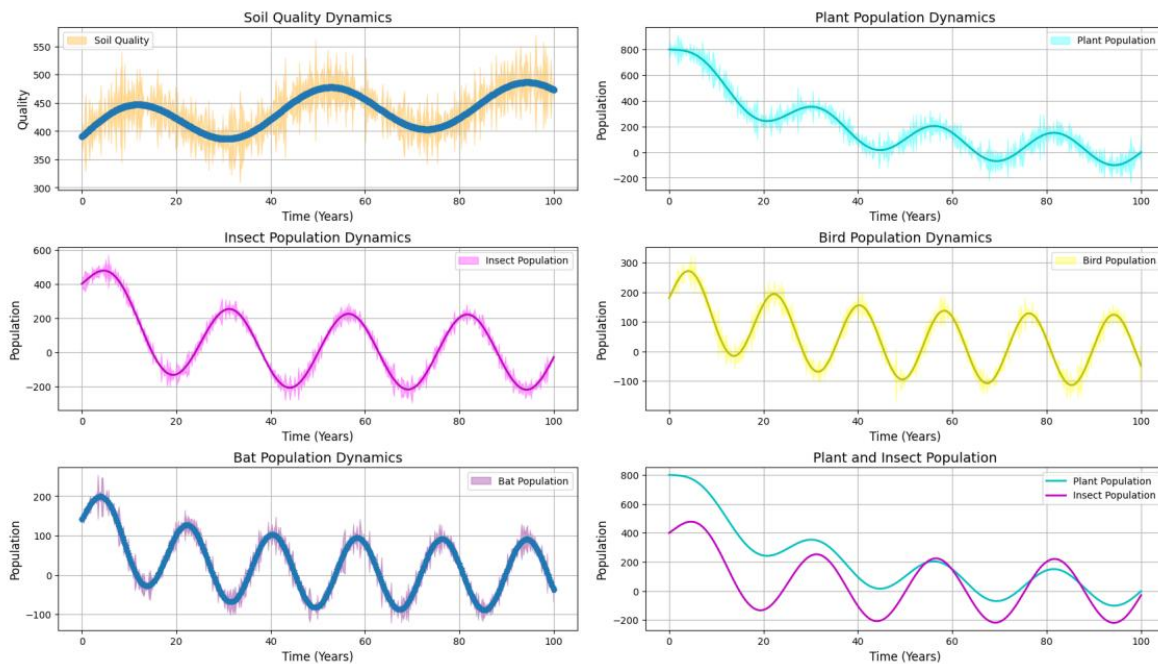 Soil Quality Dynamics
Soil Quality
Quality
550
500
450
400
350
300
0 20 40 60 80 100
Time (Years)
Plant Population Dynamics
Plant Population
Population
800
600
400
200
0
−200
0 20 40 60 80 100
Time (Years)
Insect Population Dynamics
Insect Population
Population
600
400
200
0
−200
0 20 40 60 80 100
Time (Years)
Bird Population Dynamics
Bird Population
Population
300
200
100
0
−100
0 20 40 60 80 100
Time (Years)
Bat Population Dynamics
Bat Population
Population
200
100
0
−100
0 20 40 60 80 100
Time (Years)
Plant and Insect Population
Plant Population
Insect Population
Population
800
600
400
200
0
−200
0 20 40 60 80 100
Time (Years)